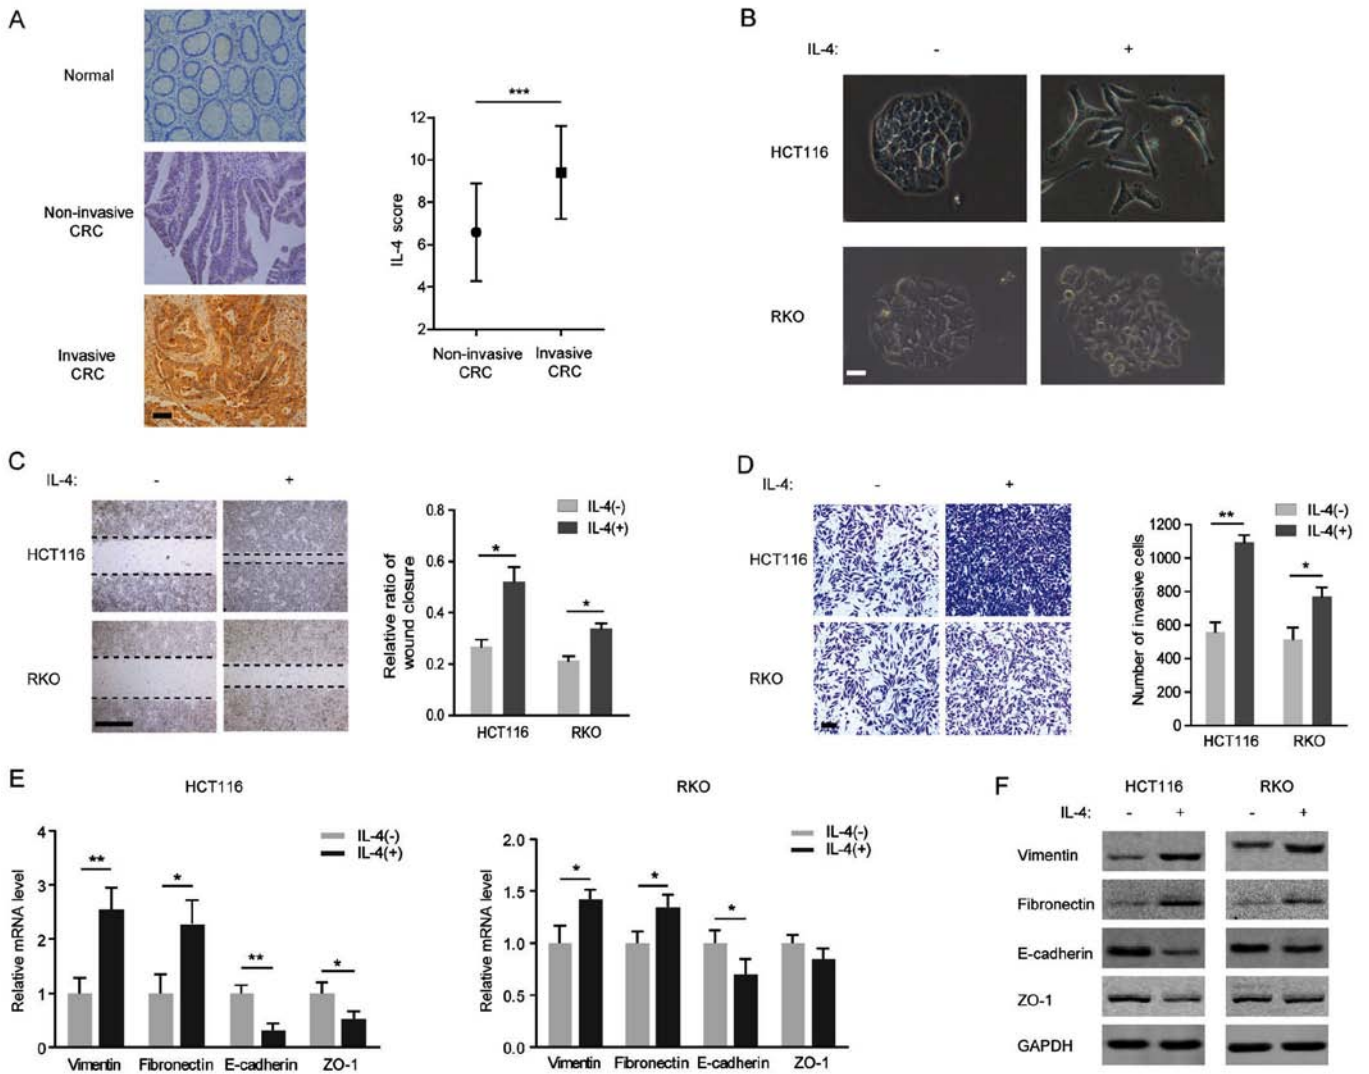 A
Normal
Non-invasive
CRC
Invasive
CRC
***
12
10
8
6
4
2
IL-4 score
Non-invasive
CRC
Invasive
CRC
B
IL-4: - +
HCT116
RKO
C
IL-4: - +
HCT116
RKO
IL-4(-)
IL-4(+)
0.8
0.6
0.4
0.2
0.0
Relative ratio of
wound closure
* *
HCT116 RKO
D
IL-4: - +
HCT116
RKO
IL-4(-)
IL-4(+)
1200
1000
800
600
400
200
0
Number of invasive cells
** *
HCT116 RKO
E
HCT116
IL-4(-)
IL-4(+)
4
3
2
1
0
Relative mRNA level
** * ** *
Vimentin Fibronectin E-cadherin ZO-1
RKO
IL-4(-)
IL-4(+)
2.0
1.5
1.0
0.5
0.0
Relative mRNA level
* * *
Vimentin Fibronectin E-cadherin ZO-1
F
HCT116 RKO
IL-4: - + - +
Vimentin
Fibronectin
E-cadherin
ZO-1
GAPDH